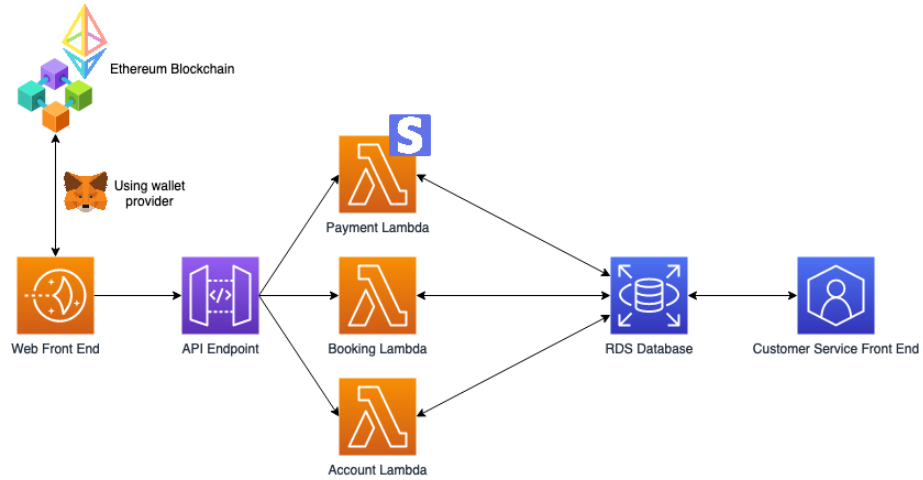 Ethereum Blockchain
Using wallet
provider
S
Payment Lambda
</>
Web Front End
API Endpoint
Booking Lambda
RDS Database
Customer Service Front End
Account Lambda